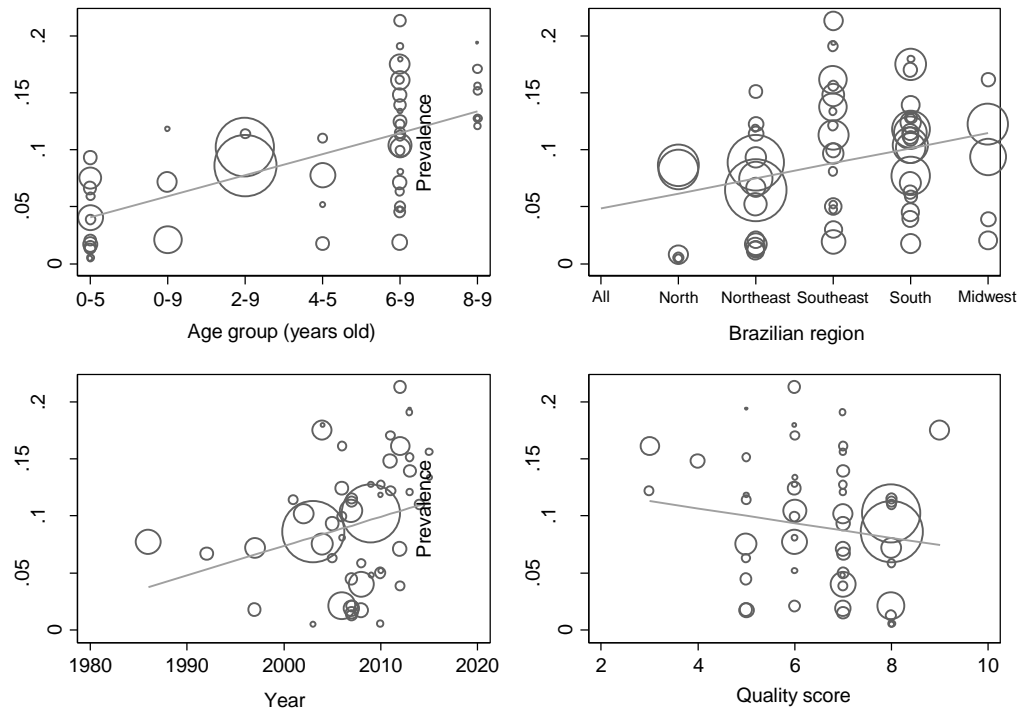 .2
.15
.1
.05
0
0-5 0-9 2-9 4-5 6-9 8-9
Age group (years old)
Prevalence
.2
.15
.1
.05
0
All North Northeast Southeast South Midwest
Brazilian region
.2
.15
.1
.05
0
1980 1990 2000 2010 2020
Year
Prevalence
.2
.15
.1
.05
0
2 4 6 8 10
Quality score